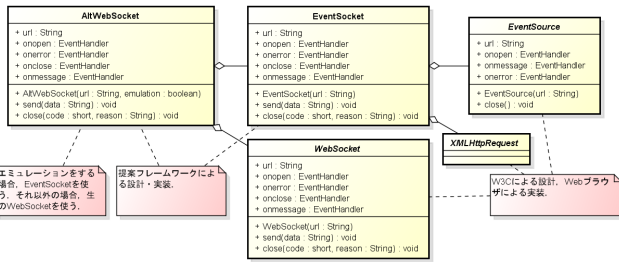 AltWebSocket
+ url : String
+ onopen : EventHandler
+ onerror : EventHandler
+ onclose : EventHandler
+ onmessage : EventHandler
+ AltWebSocket(url : String, emulation : boolean)
+ send(data : String) : void
+ close(code : short, reason : String) : void
EventSocket
+ url : String
+ onopen : EventHandler
+ onerror : EventHandler
+ onclose : EventHandler
+ onmessage : EventHandler
+ EventSocket(url : String)
+ send(data : String) : void
+ close(code : short, reason : String) : void
EventSource
+ url : String
+ onopen : EventHandler
+ onmessage : EventHandler
+ onerror : EventHandler
+ EventSource(url : String)
+ close() : void
XMLHttpRequest
WebSocket
+ url : String
+ onopen : EventHandler
+ onerror : EventHandler
+ onclose : EventHandler
+ onmessage : EventHandler
+ WebSocket(url : String)
+ send(data : String) : void
+ close(code : short, reason : String) : void
エミュレーションをする
場合，EventSocketを使
う．それ以外の場合，生
のWebSocketを使う．
提案フレームワークによ
る設計・実装．
W3Cによる設計，Webブラウ
ザによる実装．